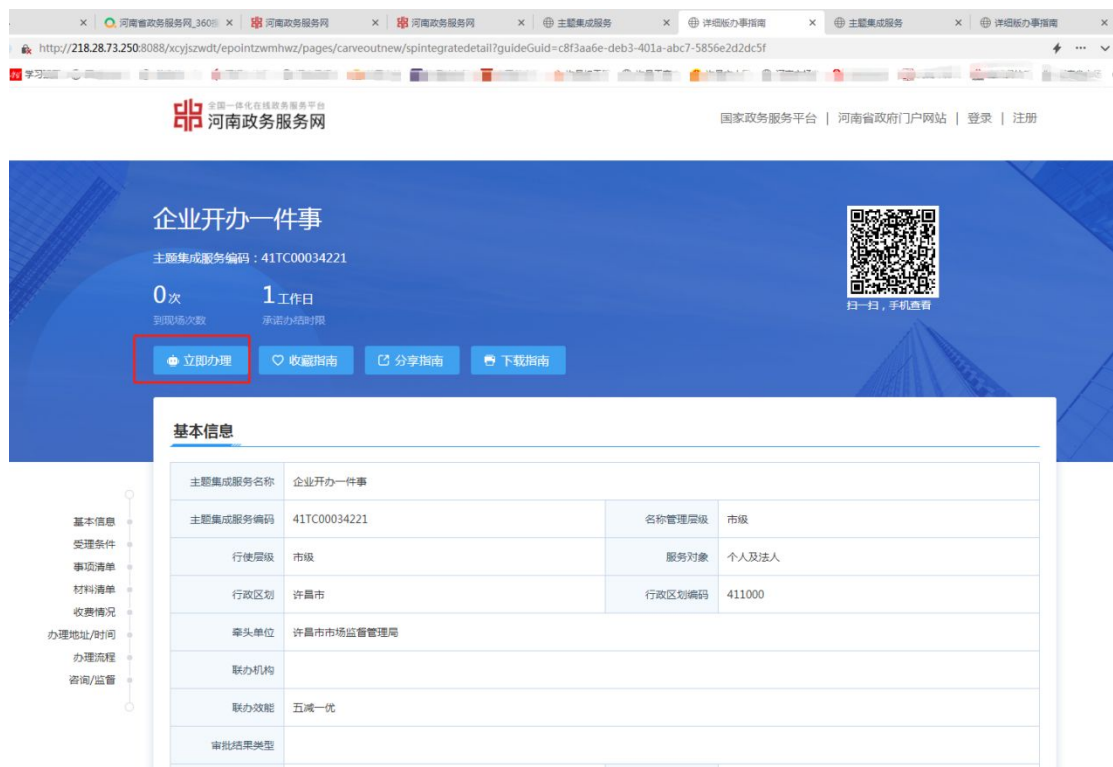 河南省政务服务网_360搜
河南政务服务网
河南政务服务网
主题集成服务
详细版办事指南
主题集成服务
详细版办事指南
http://218.28.73.250:8088/xcyjszwdt/epointzwmhwz/pages/carveoutnew/spintegratedetail?guideGuid=c8f3aa6e-deb3-401a-abc7-5856e2d2dc5f
全国一体化在线政务服务平台
河南政务服务网
国家政务服务平台 | 河南省政府门户网站 | 登录 | 注册
企业开办一件事
主题集成服务编码：41TC00034221
0次 1工作日
到现场次数 承诺办结时限
立即办理 收藏指南 分享指南 下载指南
扫一扫，手机查看
基本信息
主题集成服务名称 企业开办一件事
主题集成服务编码 41TC00034221 名称管理层级 市级
行使层级 市级 服务对象 个人及法人
行政区划 许昌市 行政区划编码 411000
牵头单位 许昌市市场监督管理局
联办机构
联办效能 五减一优
审批结果类型
基本信息
受理条件
事项清单
材料清单
收费情况
办理地址/时间
办理流程
咨询/监督